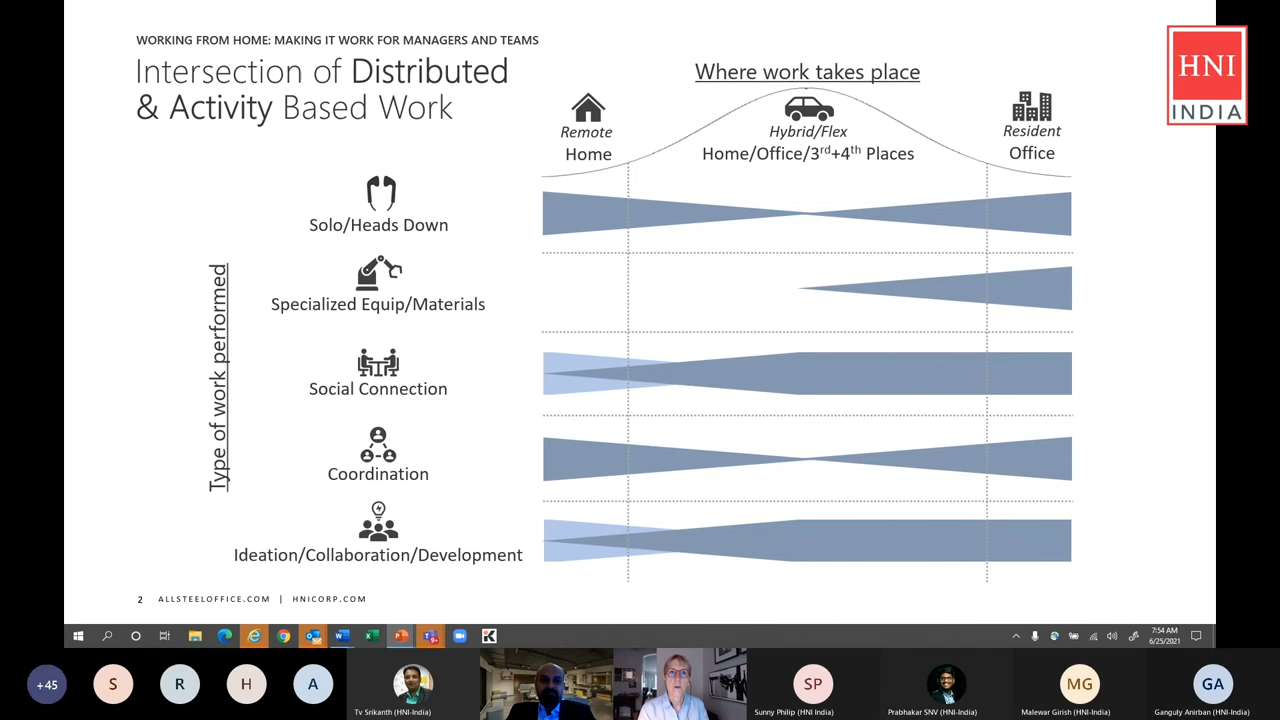 WORKING FROM HOME: MAKING IT WORK FOR MANAGERS AND TEAMS
Intersection of Distributed
& Activity Based Work
Where work takes place
HNI
INDIA
Remote
Home
Hybrid/Flex
Home/Office/3rd+4th Places
Resident
Office
Type of work performed
Solo/Heads Down
Specialized Equip/Materials
Social Connection
Coordination
Ideation/Collaboration/Development
2 ALLSTEELOFFICE.COM | HNICORP.COM
7:54 AM
6/25/2021
+45
S
R
H
A
SP
MG
GA
Tv Srikanth (HNI-India)
Sunny Philip (HNI India)
Prabhakar SNV (HNI-India)
Malewar Girish (HNI-India)
Ganguly Anirban (HNI-India)